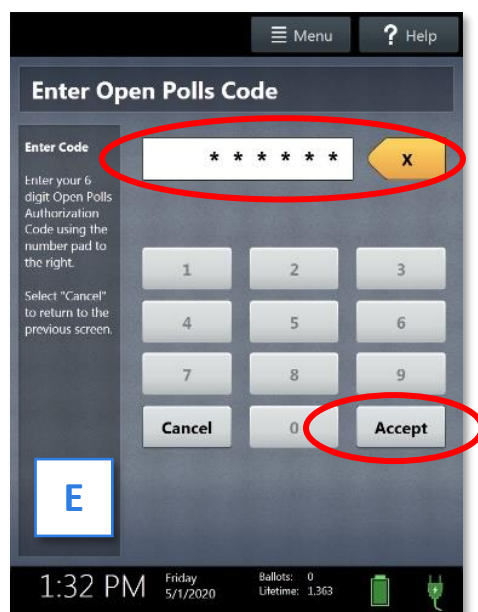 Menu
? Help
Enter Open Polls Code
Enter Code
Enter your 6
digit Open Polls
Authorization
Code using the
number pad to
the right.
Select "Cancel"
to return to the
previous screen.
* * * * * *
X
1 2 3
4 5 6
7 8 9
Cancel 0 Accept
E
1:32 PM
Friday
5/1/2020
Ballots: 0
Lifetime: 1,363